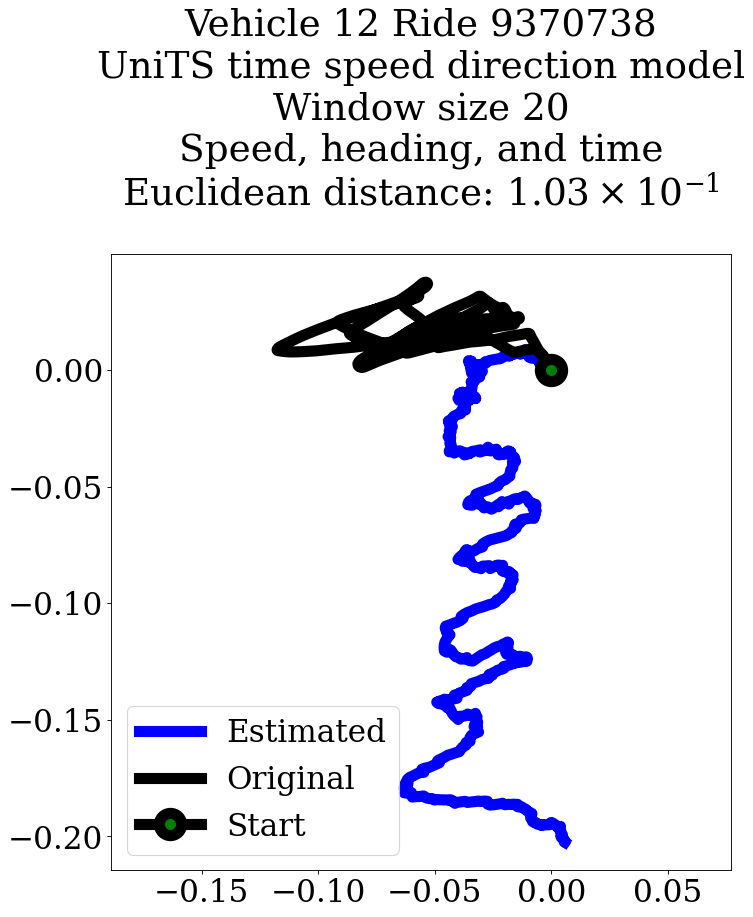 Vehicle 12 Ride 9370738
UniTS time speed direction model
Window size 20
Speed, heading, and time
Euclidean distance: 1.03 × 10⁻¹
0.00
−0.05
−0.10
−0.15
−0.20
Estimated
Original
Start
−0.15
−0.10
−0.05
0.00
0.05